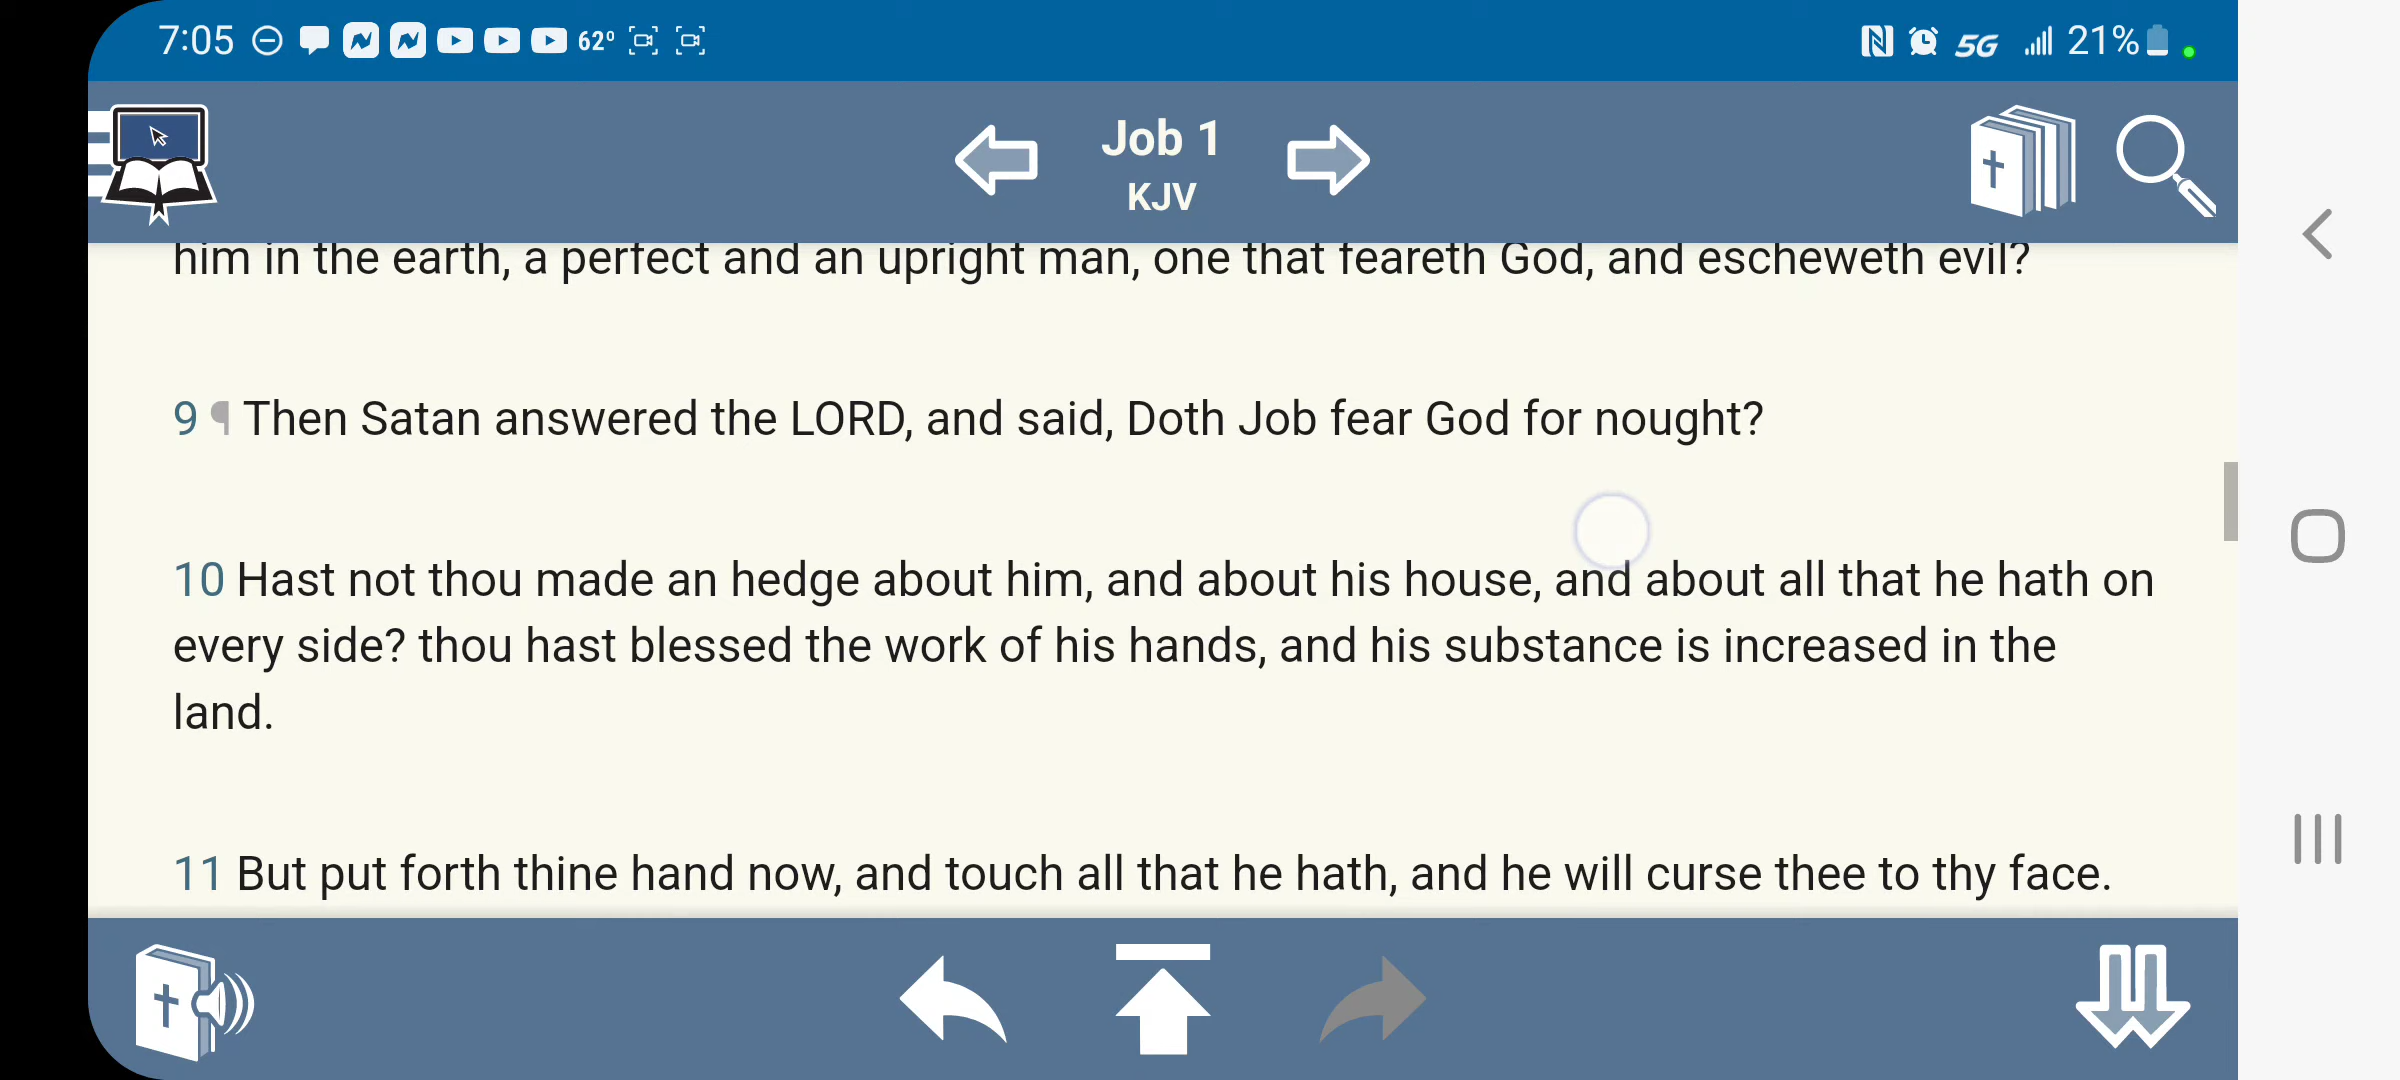 7:05 62° 5G 21%
Job 1
KJV
him in the earth, a perfect and an upright man, one that feareth God, and escheweth evil?
9 ¶ Then Satan answered the LORD, and said, Doth Job fear God for nought?
10 Hast not thou made an hedge about him, and about his house, and about all that he hath on
every side? thou hast blessed the work of his hands, and his substance is increased in the
land.
11 But put forth thine hand now, and touch all that he hath, and he will curse thee to thy face.